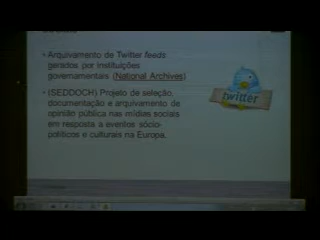 • Arquivamento de Twitter feeds
gerados por instituições
governamentais (National Archives)
• (SEDDOCH) Projeto de seleção,
documentação e arquivamento de
opinião pública nas mídias sociais
em resposta a eventos sócio-
políticos e culturais na Europa.
twitter